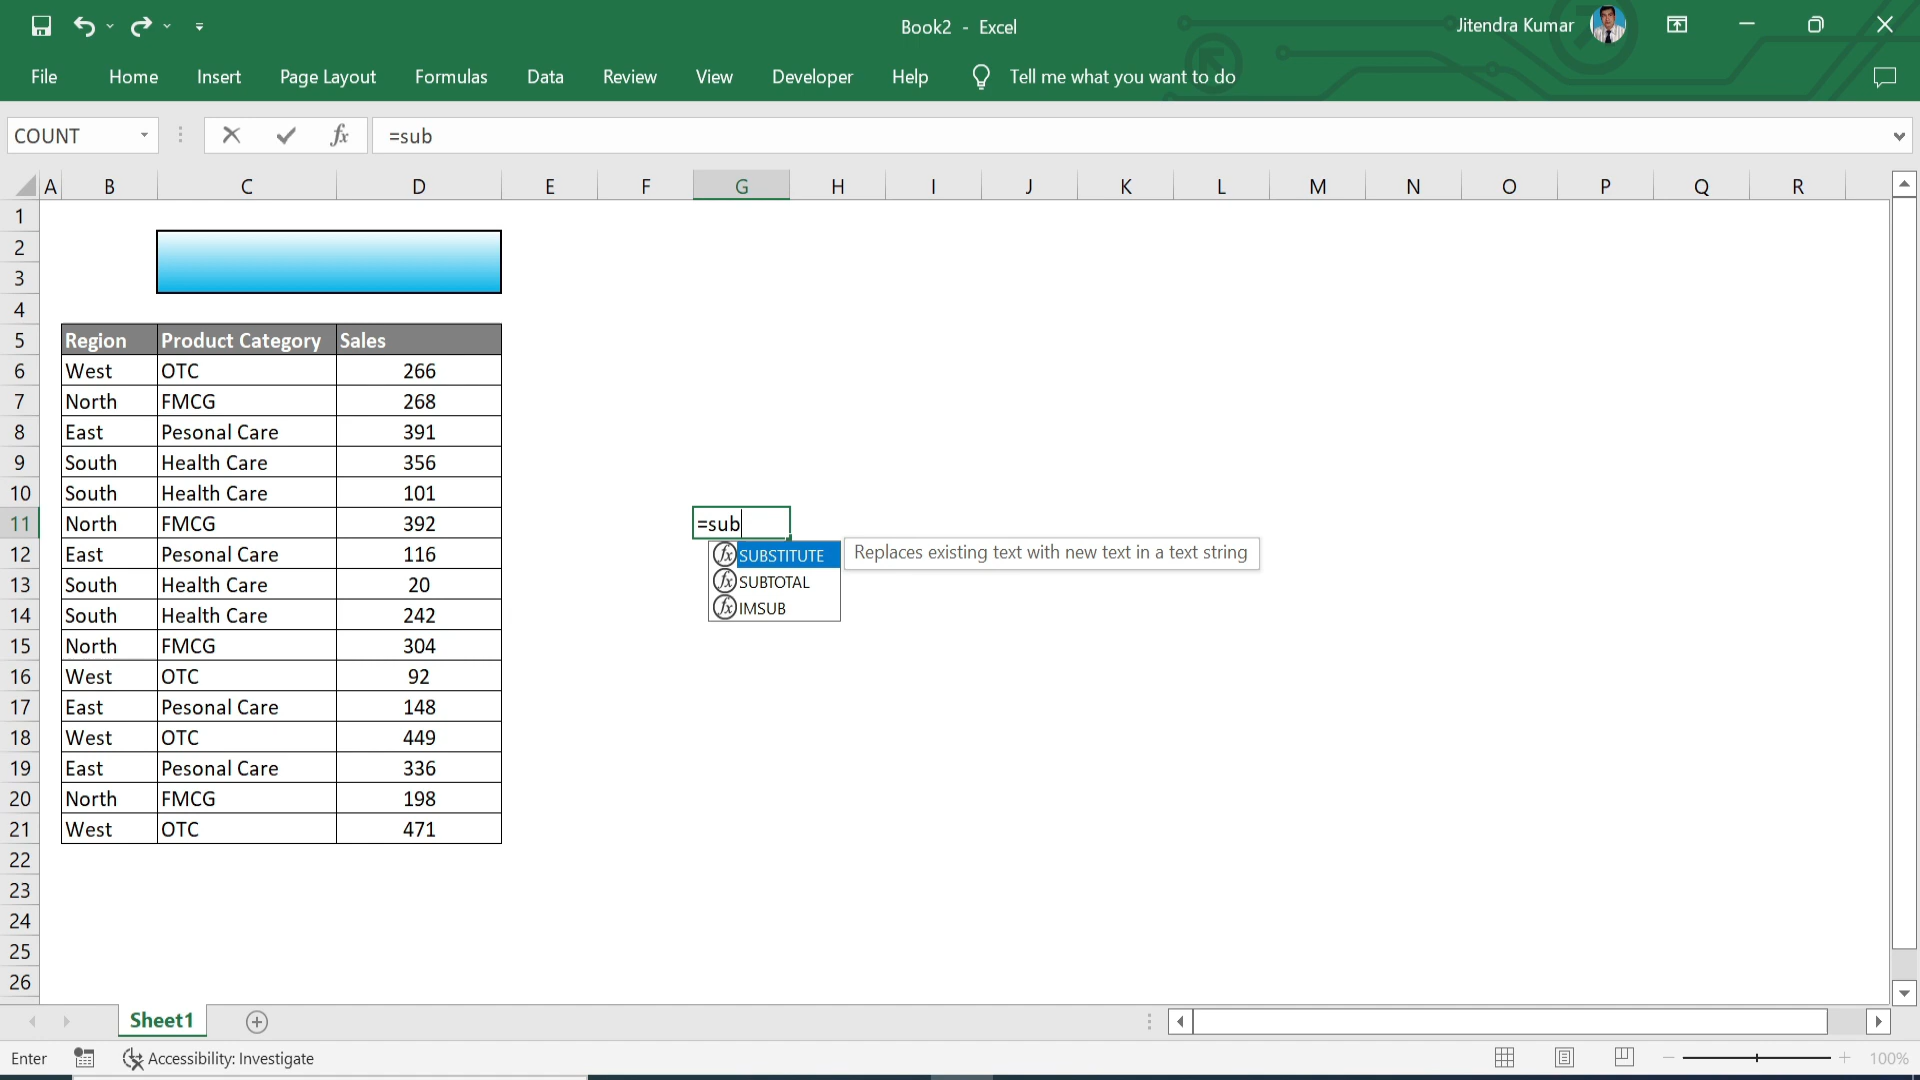 Book2 - Excel
Jitendra Kumar
File Home Insert Page Layout Formulas Data Review View Developer Help Tell me what you want to do
COUNT fx =sub
A B C D E F G H I J K L M N O P Q R
1
2
3
4
5 Region Product Category Sales
6 West OTC 266
7 North FMCG 268
8 East Pesonal Care 391
9 South Health Care 356
10 South Health Care 101
11 North FMCG 392 =sub
12 East Pesonal Care 116 fx SUBSTITUTE Replaces existing text with new text in a text string
13 South Health Care 20 fx SUBTOTAL
14 South Health Care 242 fx IMSUB
15 North FMCG 304
16 West OTC 92
17 East Pesonal Care 148
18 West OTC 449
19 East Pesonal Care 336
20 North FMCG 198
21 West OTC 471
22
23
24
25
26
Sheet1
Enter Accessibility: Investigate 100%